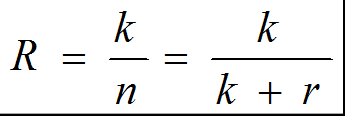 R = k/n = k/(k + r)